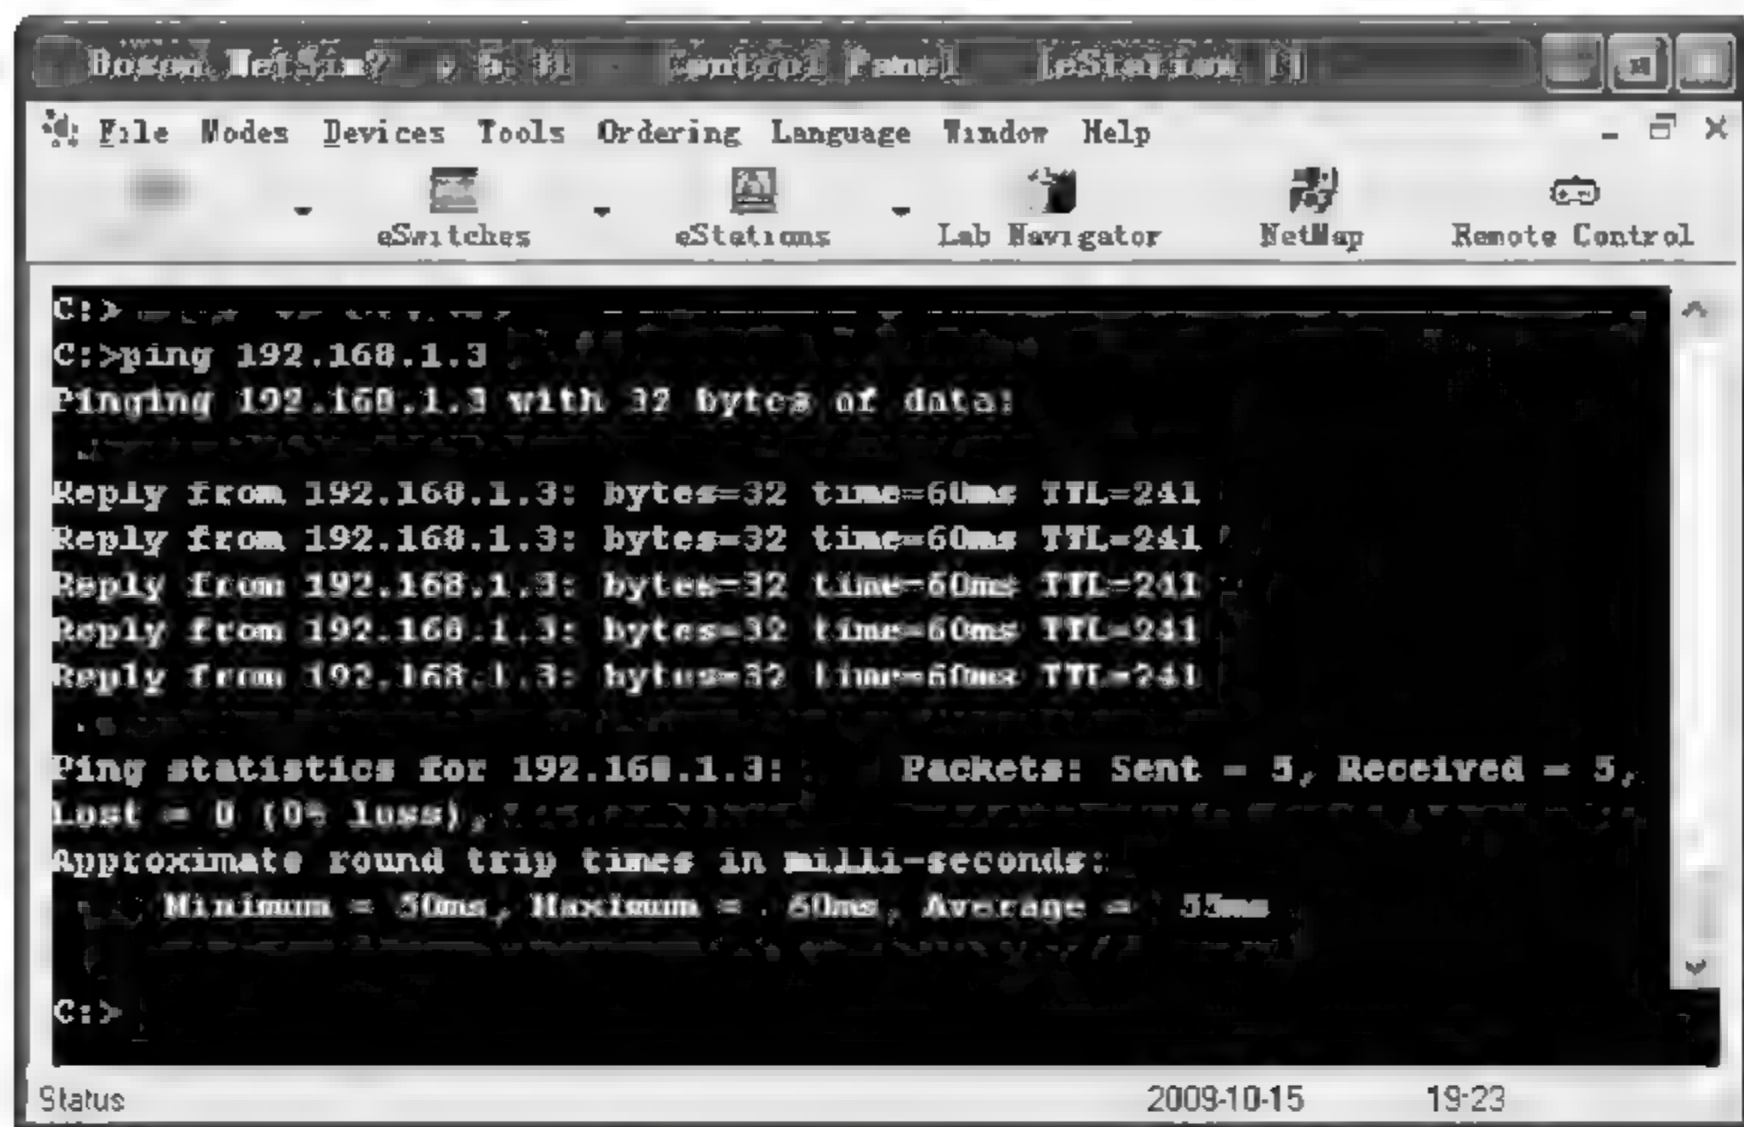 Boson NetSim? Control Panel [eStation 1]
File Modes Devices Tools Ordering Language Window Help
eSwitches eStations Lab Navigator NetMap Remote Control
C:>
C:>ping 192.168.1.3
Pinging 192.168.1.3 with 32 bytes of data:
Reply from 192.168.1.3: bytes=32 time=60ms TTL=241
Reply from 192.168.1.3: bytes=32 time=60ms TTL=241
Reply from 192.168.1.3: bytes=32 time=60ms TTL=241
Reply from 192.168.1.3: bytes=32 time=60ms TTL=241
Reply from 192.168.1.3: bytes=32 time=60ms TTL=241
Ping statistics for 192.168.1.3: Packets: Sent = 5, Received = 5,
Lost = 0 (0% loss),
Approximate round trip times in milli-seconds:
Minimum = 50ms, Maximum = 60ms, Average = 55ms
C:>
Status 2009-10-15 19:23